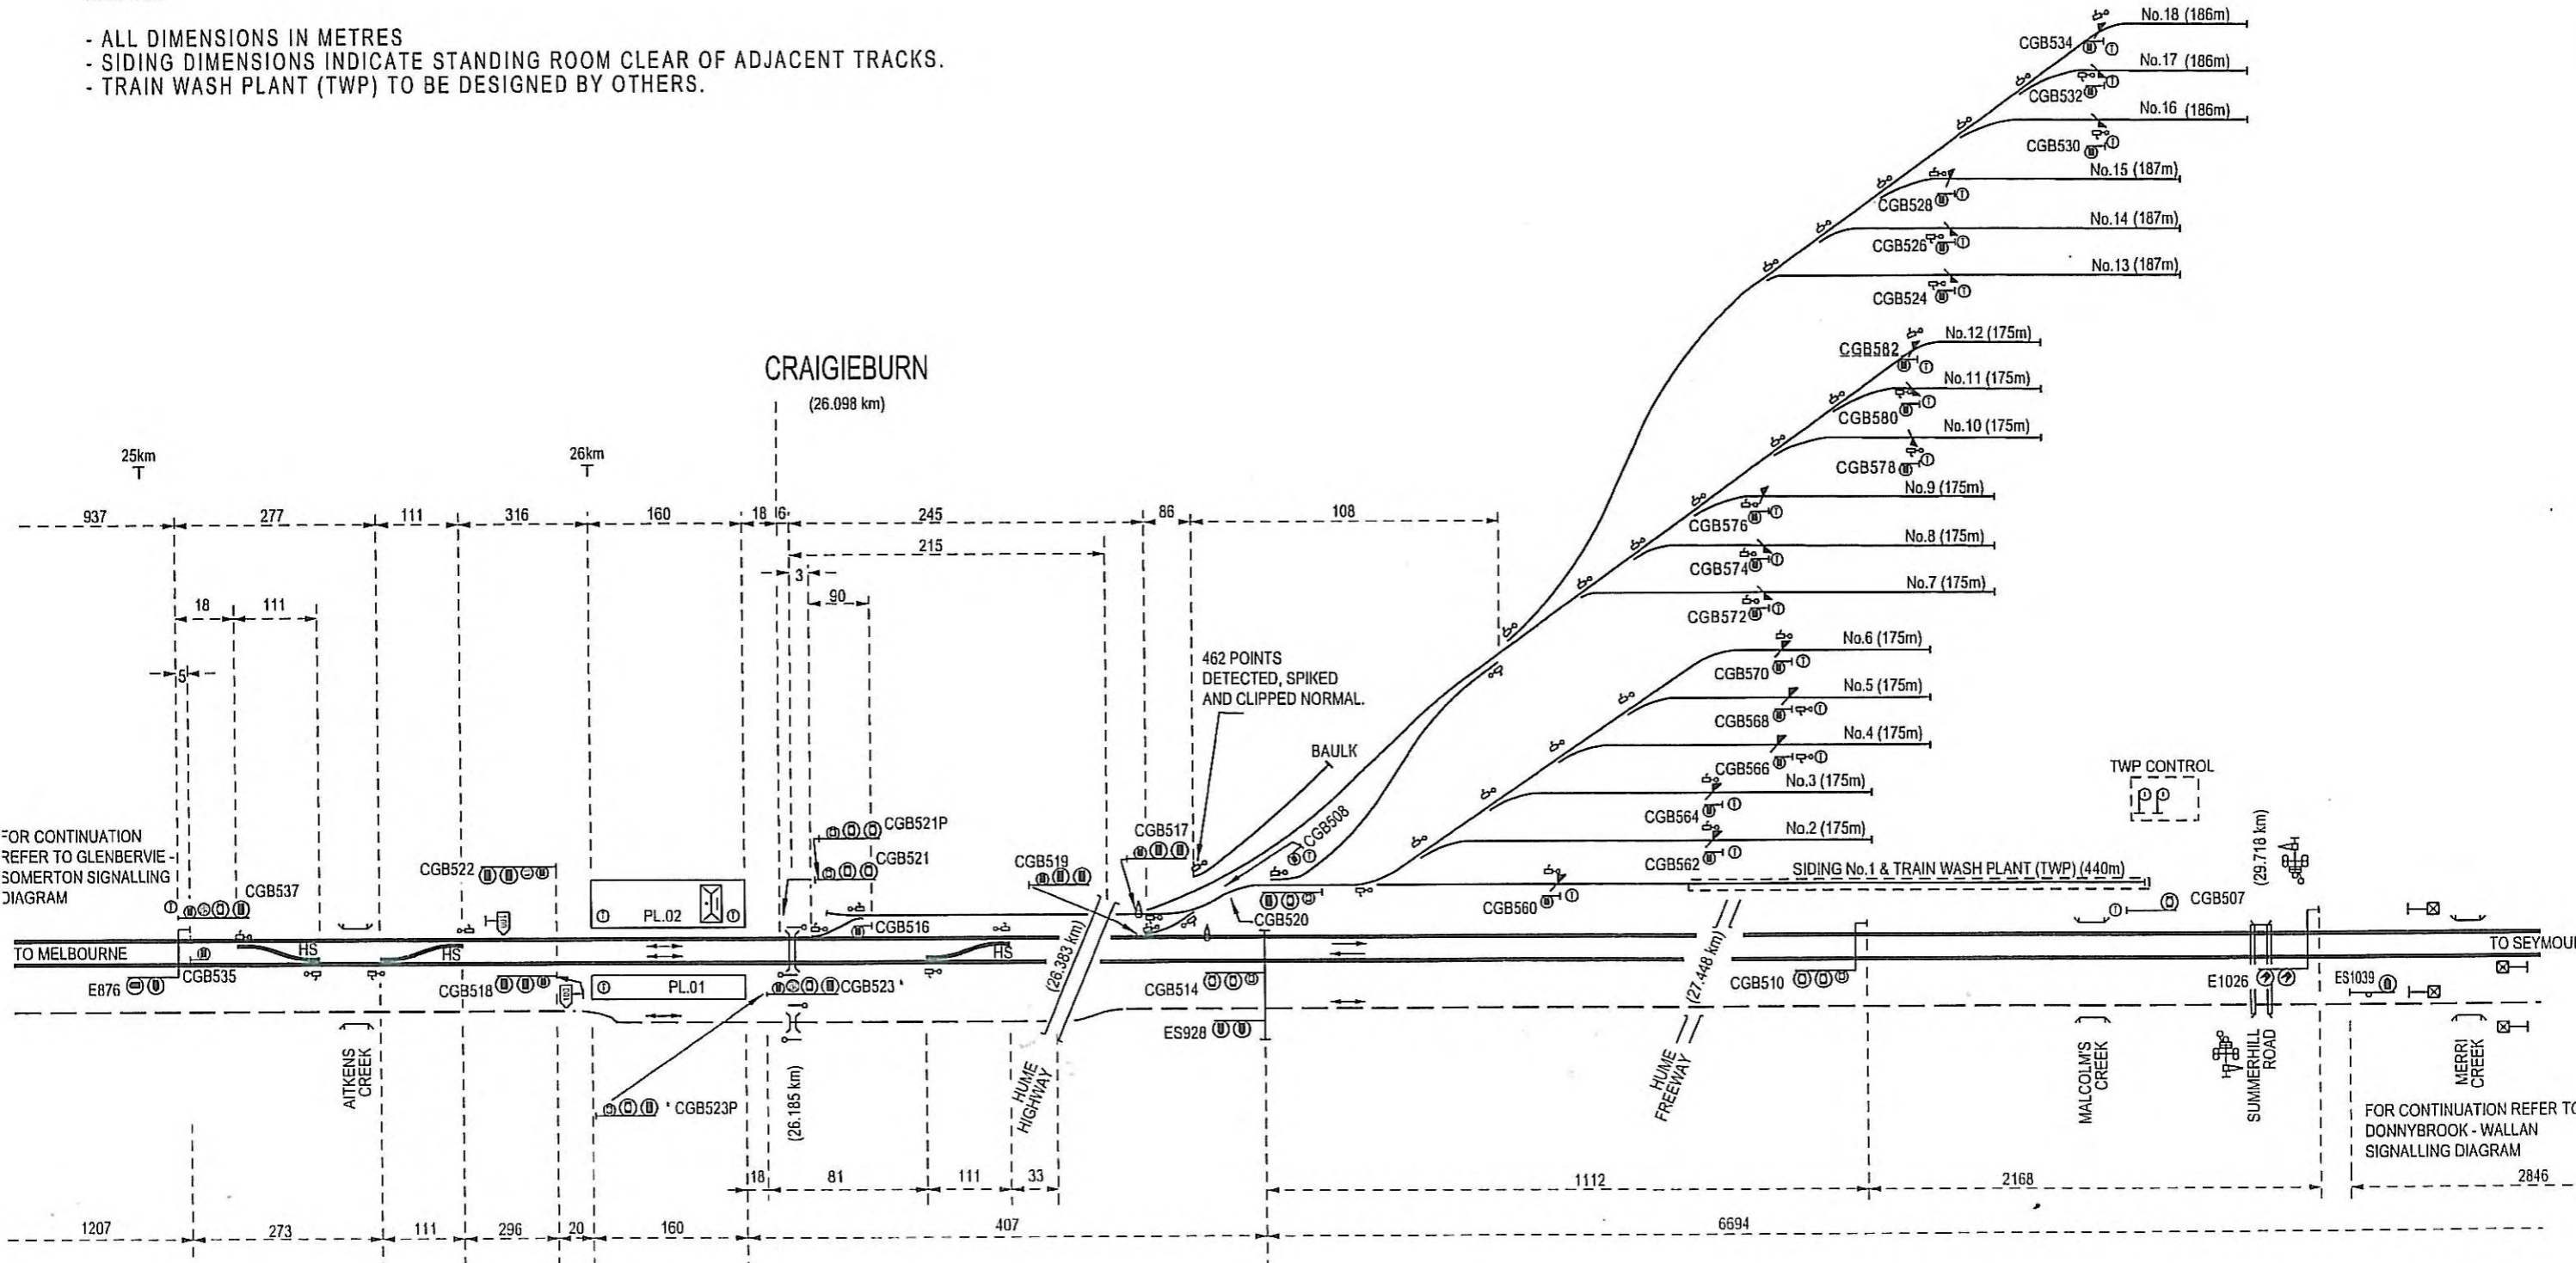 - ALL DIMENSIONS IN METRES
- SIDING DIMENSIONS INDICATE STANDING ROOM CLEAR OF ADJACENT TRACKS.
- TRAIN WASH PLANT (TWP) TO BE DESIGNED BY OTHERS.
No.18 (186m)
CGB534
No.17 (186m)
CGB532
No.16 (186m)
CGB530
No.15 (187m)
CGB528
No.14 (187m)
CGB526
No.13 (187m)
CGB524
No.12 (175m)
CGB582
No.11 (175m)
CGB580
No.10 (175m)
CGB578
No.9 (175m)
CGB576
No.8 (175m)
CGB574
No.7 (175m)
CGB572
No.6 (175m)
CGB570
No.5 (175m)
CGB568
No.4 (175m)
CGB566
No.3 (175m)
CGB564
No.2 (175m)
CGB562
SIDING No.1 & TRAIN WASH PLANT (TWP) (440m)
CGB560
CRAIGIEBURN
(26.098 km)
25km
26km
937 277 111 316 160 18 6 245 86 108
215
3
90
18 111
5
462 POINTS
DETECTED, SPIKED
AND CLIPPED NORMAL.
BAULK
CGB508
TWP CONTROL
(29.718 km)
FOR CONTINUATION
REFER TO GLENBERVIE -
SOMERTON SIGNALLING
DIAGRAM
CGB537
CGB522
PL.02
CGB521P
CGB521
CGB516
CGB519
CGB517
CGB520
CGB507
TO MELBOURNE
HS
HS
HS
TO SEYMOU
E876
CGB535
CGB518
100
100
PL.01
CGB523
CGB523P
(26.383 km)
HUME
HIGHWAY
CGB514
ES928
(27.448 km)
HUME
FREEWAY
CGB510
E1026
ES1039
AITKENS
CREEK
(26.185 km)
MALCOLM'S
CREEK
SUMMERHILL
ROAD
MERRI
CREEK
FOR CONTINUATION REFER TO
DONNYBROOK - WALLAN
SIGNALLING DIAGRAM
18 81 111 33 1112 2168 2846
1207 273 111 296 20 160 407 6694